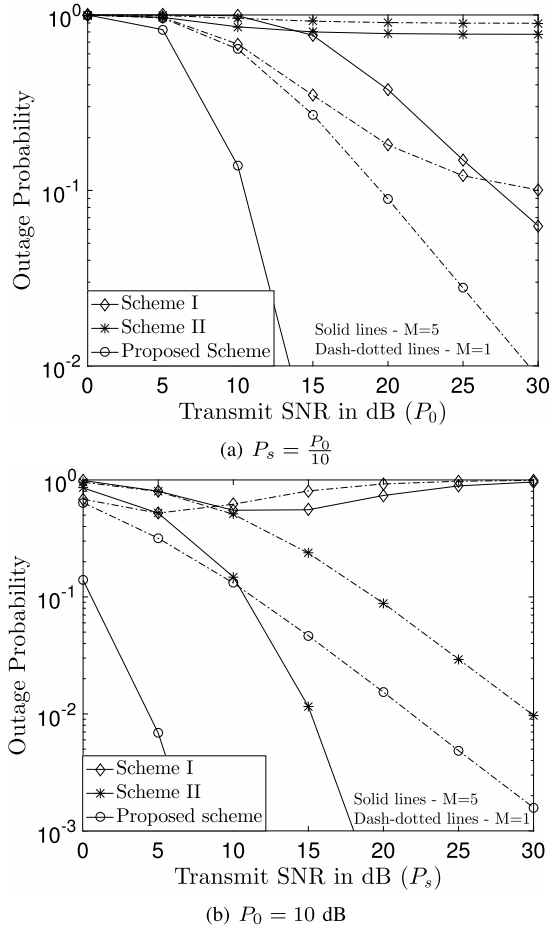 10^0
10^-1
10^-2
Outage Probability
Scheme I
Scheme II
Proposed Scheme
Solid lines - M=5
Dash-dotted lines - M=1
0 5 10 15 20 25 30
Transmit SNR in dB (P_0)
(a) P_s = P_0/10
10^0
10^-1
10^-2
10^-3
Outage Probability
Scheme I
Scheme II
Proposed scheme
Solid lines - M=5
Dash-dotted lines - M=1
0 5 10 15 20 25 30
Transmit SNR in dB (P_s)
(b) P_0 = 10 dB